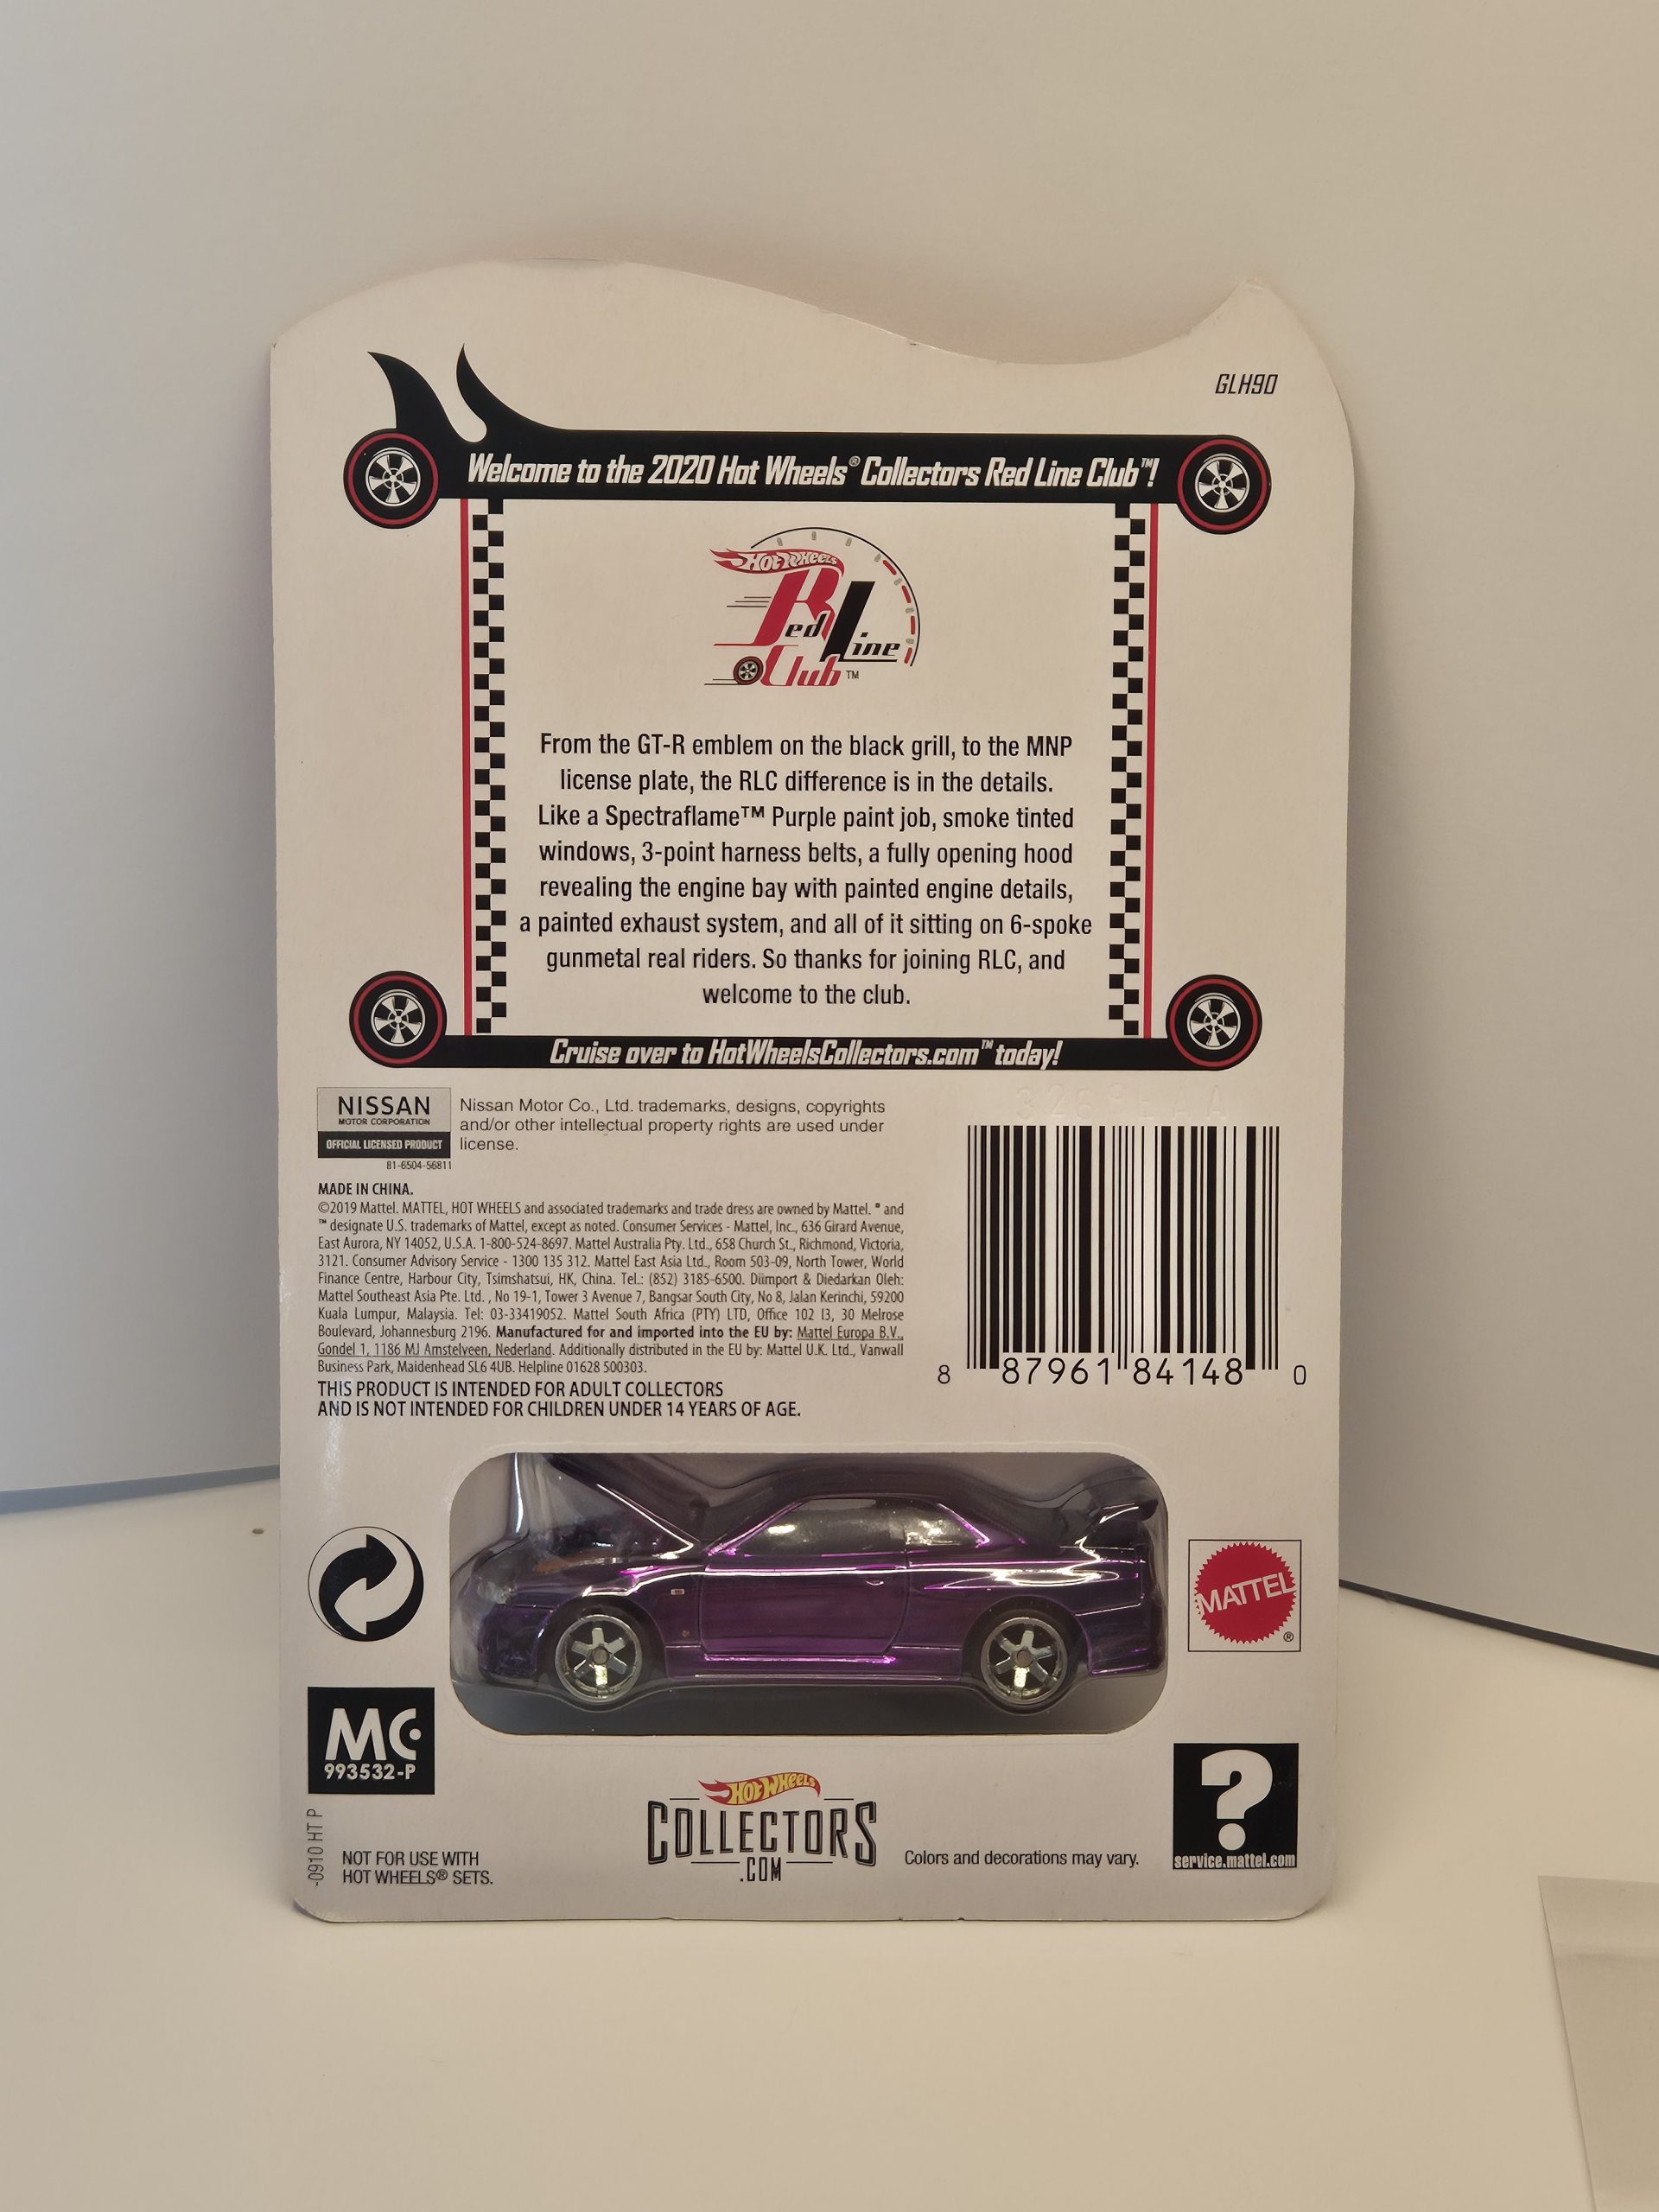 GLH90
Welcome to the 2020 Hot Wheels® Collectors Red Line Club™!
Hot Wheels
Red Line
Club™
From the GT-R emblem on the black grill, to the MNP
license plate, the RLC difference is in the details.
Like a Spectraflame™ Purple paint job, smoke tinted
windows, 3-point harness belts, a fully opening hood
revealing the engine bay with painted engine details,
a painted exhaust system, and all of it sitting on 6-spoke
gunmetal real riders. So thanks for joining RLC, and
welcome to the club.
Cruise over to HotWheelsCollectors.com™ today!
NISSAN
MOTOR CORPORATION
OFFICIAL LICENSED PRODUCT
81-6504-56811
Nissan Motor Co., Ltd. trademarks, designs, copyrights
and/or other intellectual property rights are used under
license.
MADE IN CHINA.
©2019 Mattel. MATTEL, HOT WHEELS and associated trademarks and trade dress are owned by Mattel. ® and
™ designate U.S. trademarks of Mattel, except as noted. Consumer Services - Mattel, Inc., 636 Girard Avenue,
East Aurora, NY 14052, U.S.A. 1-800-524-8697. Mattel Australia Pty. Ltd., 658 Church St., Richmond, Victoria,
3121. Consumer Advisory Service - 1300 135 312. Mattel East Asia Ltd., Room 503-09, North Tower, World
Finance Centre, Harbour City, Tsimshatsui, HK, China. Tel.: (852) 3185-6500. Diimport & Diedarkan Oleh:
Mattel Southeast Asia Pte. Ltd. , No 19-1, Tower 3 Avenue 7, Bangsar South City, No 8, Jalan Kerinchi, 59200
Kuala Lumpur, Malaysia. Tel: 03-33419052. Mattel South Africa (PTY) LTD, Office 102 I3, 30 Melrose
Boulevard, Johannesburg 2196. Manufactured for and imported into the EU by: Mattel Europa B.V.,
Gondel 1, 1186 MJ Amstelveen, Nederland. Additionally distributed in the EU by: Mattel U.K. Ltd., Vanwall
Business Park, Maidenhead SL6 4UB. Helpline 01628 500303.
THIS PRODUCT IS INTENDED FOR ADULT COLLECTORS
AND IS NOT INTENDED FOR CHILDREN UNDER 14 YEARS OF AGE.
8 87961 84148 0
MATTEL
®
MC
993532-P
-0910 HT P
NOT FOR USE WITH
HOT WHEELS® SETS.
Hot Wheels
COLLECTORS
.COM
Colors and decorations may vary.
?
service.mattel.com